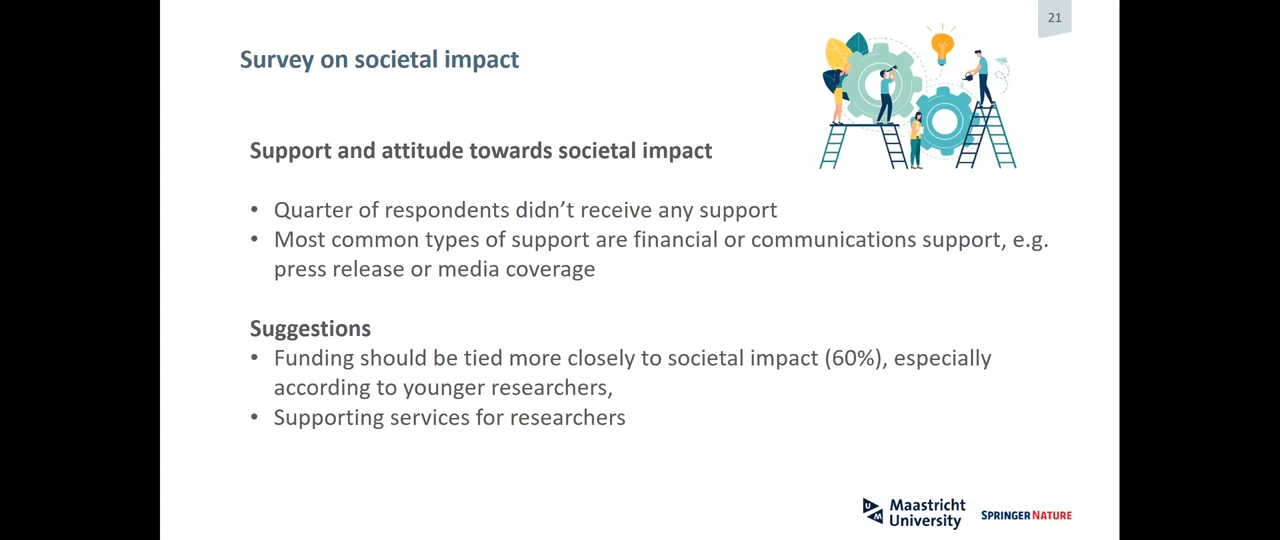 21
Survey on societal impact
Support and attitude towards societal impact
• Quarter of respondents didn’t receive any support
• Most common types of support are financial or communications support, e.g.
press release or media coverage
Suggestions
• Funding should be tied more closely to societal impact (60%), especially
according to younger researchers,
• Supporting services for researchers
UM
Maastricht
University
SPRINGER NATURE